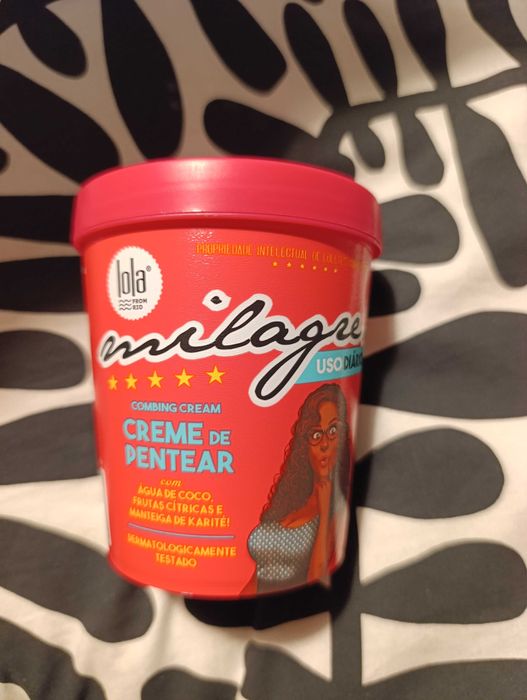 PROPRIEDADE INTELECTUAL DE
lola®
FROM
RIO
milagre
USO DIÁRIO
COMBING CREAM
CREME DE
PENTEAR
com
ÁGUA DE COCO,
FRUTAS CÍTRICAS E
MANTEIGA DE KARITÉ!
DERMATOLOGICAMENTE
TESTADO